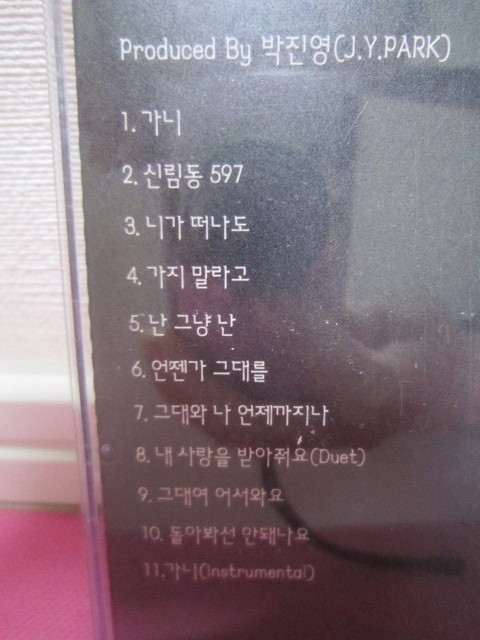 Produced By 박진영(J.Y.PARK)
1. 가니
2. 신림동 597
3. 니가 떠나도
4. 가지 말라고
5. 난 그냥 난
6. 언젠가 그대를
7. 그대와 나 언제까지나
8. 내 사랑을 받아줘요(Duet)
9. 그대여 어서와요
10. 돌아봐선 안돼나요
11.가니(Instrumental)